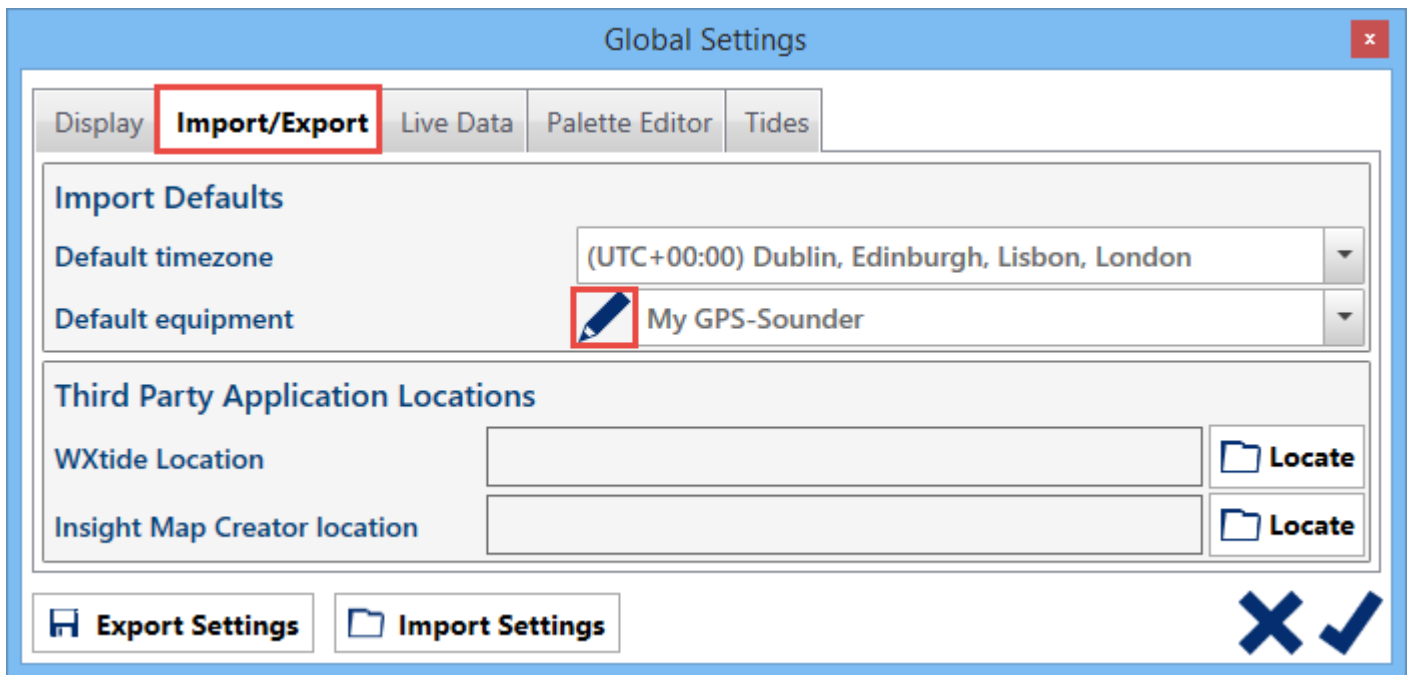 Global Settings
x
Display Import/Export Live Data Palette Editor Tides
Import Defaults
Default timezone (UTC+00:00) Dublin, Edinburgh, Lisbon, London
Default equipment My GPS-Sounder
Third Party Application Locations
WXtide Location Locate
Insight Map Creator location Locate
Export Settings Import Settings